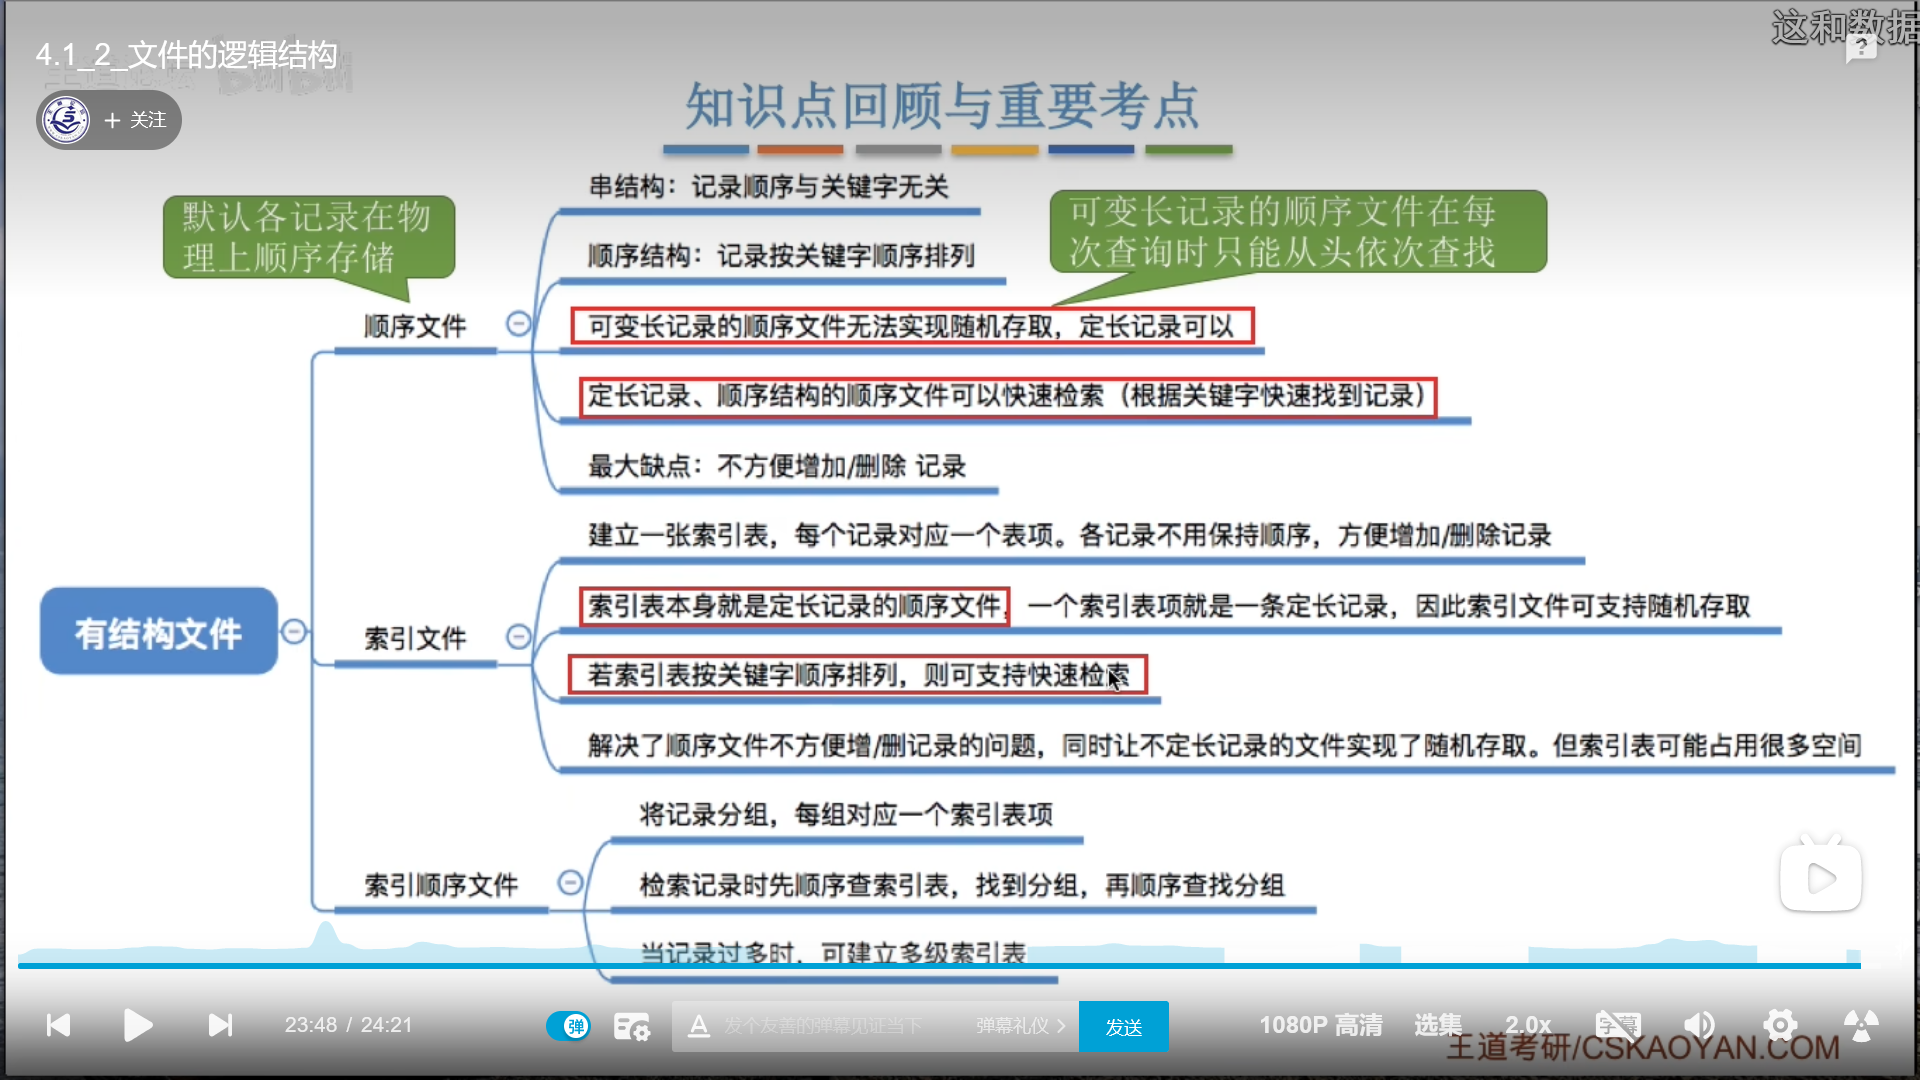 这和数据
4.1_2_文件的逻辑结构
+ 关注
知识点回顾与重要考点
默认各记录在物
理上顺序存储
可变长记录的顺序文件在每
次查询时只能从头依次查找
有结构文件
顺序文件
串结构：记录顺序与关键字无关
顺序结构：记录按关键字顺序排列
可变长记录的顺序文件无法实现随机存取，定长记录可以
定长记录、顺序结构的顺序文件可以快速检索（根据关键字快速找到记录）
最大缺点：不方便增加/删除 记录
索引文件
建立一张索引表，每个记录对应一个表项。各记录不用保持顺序，方便增加/删除记录
索引表本身就是定长记录的顺序文件，一个索引表项就是一条定长记录，因此索引文件可支持随机存取
若索引表按关键字顺序排列，则可支持快速检索
解决了顺序文件不方便增/删记录的问题，同时让不定长记录的文件实现了随机存取。但索引表可能占用很多空间
索引顺序文件
将记录分组，每组对应一个索引表项
检索记录时先顺序查索引表，找到分组，再顺序查找分组
当记录过多时，可建立多级索引表
23:48 / 24:21
弹
A 发个友善的弹幕见证当下
弹幕礼仪 >
发送
1080P 高清
选集
2.0x
字幕
王道考研/CSKAOYAN.COM